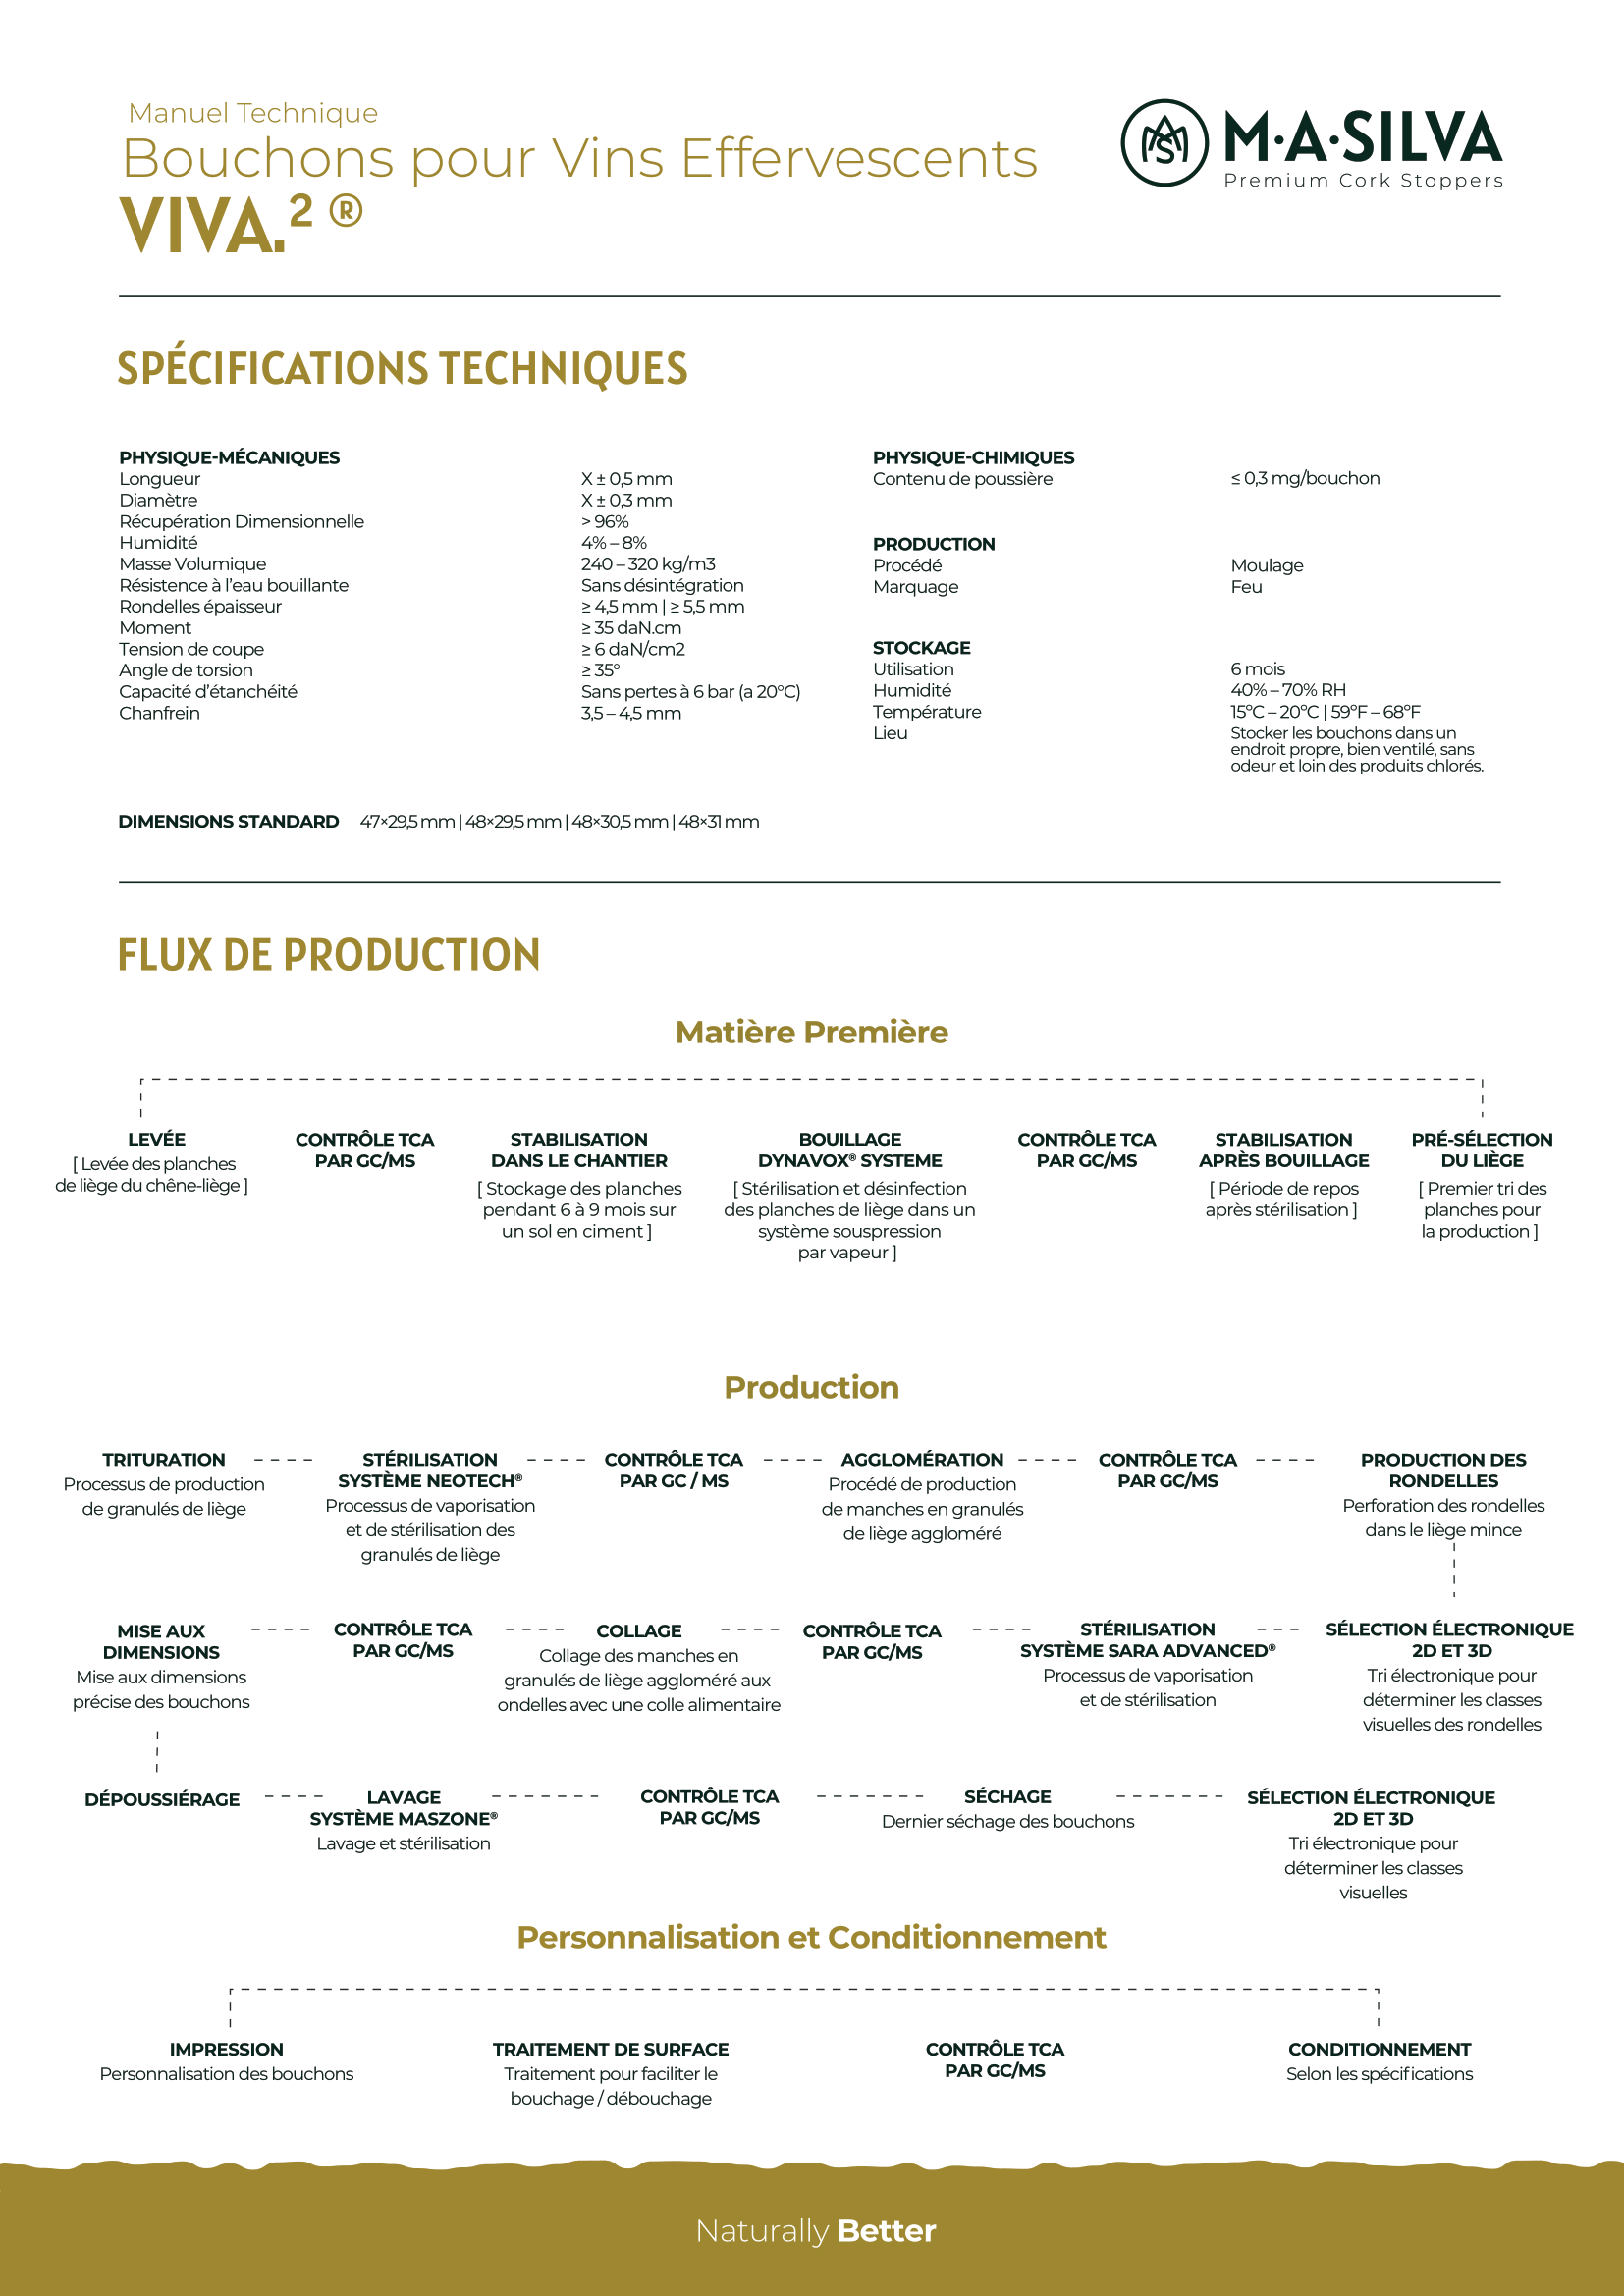 Manuel Technique
Bouchons pour Vins Effervescents
VIVA.² ®
M·A·SILVA
Premium Cork Stoppers
SPÉCIFICATIONS TECHNIQUES
PHYSIQUE-MÉCANIQUES
Longueur X ± 0,5 mm
Diamètre X ± 0,3 mm
Récupération Dimensionnelle > 96%
Humidité 4% – 8%
Masse Volumique 240 – 320 kg/m3
Résistence à l'eau bouillante Sans désintégration
Rondelles épaisseur ≥ 4,5 mm | ≥ 5,5 mm
Moment ≥ 35 daN.cm
Tension de coupe ≥ 6 daN/cm2
Angle de torsion ≥ 35°
Capacité d'étanchéité Sans pertes à 6 bar (a 20°C)
Chanfrein 3,5 – 4,5 mm
PHYSIQUE-CHIMIQUES
Contenu de poussière ≤ 0,3 mg/bouchon
PRODUCTION
Procédé Moulage
Marquage Feu
STOCKAGE
Utilisation 6 mois
Humidité 40% – 70% RH
Température 15°C – 20°C | 59°F – 68°F
Lieu Stocker les bouchons dans un
endroit propre, bien ventilé, sans
odeur et loin des produits chlorés.
DIMENSIONS STANDARD 47×29,5 mm | 48×29,5 mm | 48×30,5 mm | 48×31 mm
FLUX DE PRODUCTION
Matière Première
LEVÉE
[ Levée des planches
de liège du chêne-liège ]
CONTRÔLE TCA
PAR GC/MS
STABILISATION
DANS LE CHANTIER
[ Stockage des planches
pendant 6 à 9 mois sur
un sol en ciment ]
BOUILLAGE
DYNAVOX® SYSTEME
[ Stérilisation et désinfection
des planches de liège dans un
système souspression
par vapeur ]
CONTRÔLE TCA
PAR GC/MS
STABILISATION
APRÈS BOUILLAGE
[ Période de repos
après stérilisation ]
PRÉ-SÉLECTION
DU LIÈGE
[ Premier tri des
planches pour
la production ]
Production
TRITURATION
Processus de production
de granulés de liège
STÉRILISATION
SYSTÈME NEOTECH®
Processus de vaporisation
et de stérilisation des
granulés de liège
CONTRÔLE TCA
PAR GC / MS
AGGLOMÉRATION
Procédé de production
de manches en granulés
de liège aggloméré
CONTRÔLE TCA
PAR GC/MS
PRODUCTION DES
RONDELLES
Perforation des rondelles
dans le liège mince
MISE AUX
DIMENSIONS
Mise aux dimensions
précise des bouchons
CONTRÔLE TCA
PAR GC/MS
COLLAGE
Collage des manches en
granulés de liège aggloméré aux
ondelles avec une colle alimentaire
CONTRÔLE TCA
PAR GC/MS
STÉRILISATION
SYSTÈME SARA ADVANCED®
Processus de vaporisation
et de stérilisation
SÉLECTION ÉLECTRONIQUE
2D ET 3D
Tri électronique pour
déterminer les classes
visuelles des rondelles
DÉPOUSSIÉRAGE
LAVAGE
SYSTÈME MASZONE®
Lavage et stérilisation
CONTRÔLE TCA
PAR GC/MS
SÉCHAGE
Dernier séchage des bouchons
SÉLECTION ÉLECTRONIQUE
2D ET 3D
Tri électronique pour
déterminer les classes
visuelles
Personnalisation et Conditionnement
IMPRESSION
Personnalisation des bouchons
TRAITEMENT DE SURFACE
Traitement pour faciliter le
bouchage / débouchage
CONTRÔLE TCA
PAR GC/MS
CONDITIONNEMENT
Selon les spécifications
Naturally Better